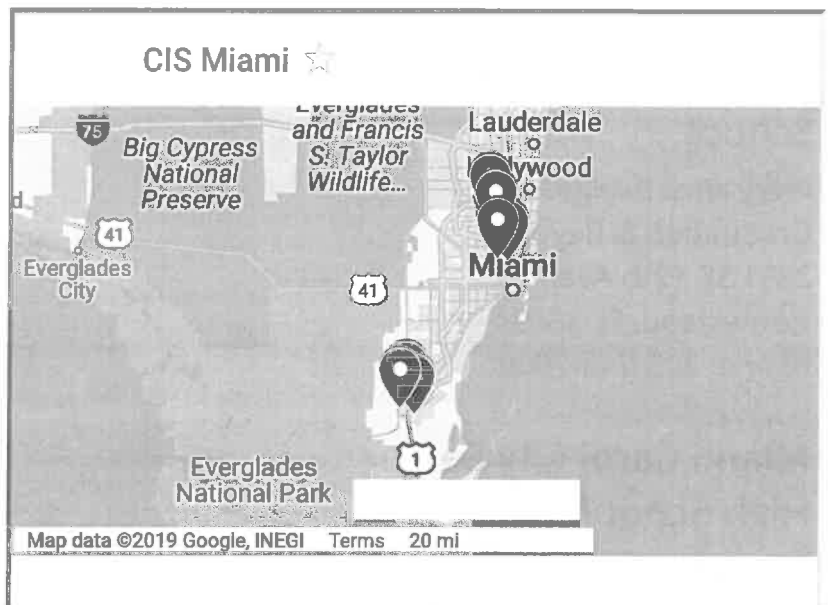 CIS Miami
Everglades
and Francis
S. Taylor
Wildlife...
Lauderdale
75
Big Cypress
National
Preserve
41
Everglades
City
41
Miami
1
Everglades
National Park
Map data ©2019 Google, INEGI Terms 20 mi